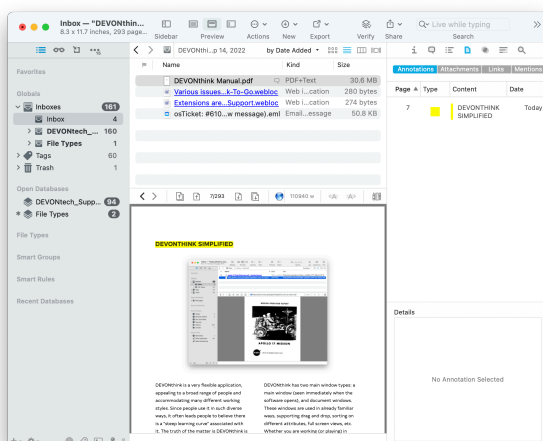 Inbox — "DEVONthin...
8.3 x 11.7 inches, 293 page...
Sidebar
Preview
Actions
New
Export
Verify
Share
Live while typing
Search
DEVONthi...p 14, 2022
by Date Added
Name
Kind
Size
DEVONthink Manual.pdf
PDF+Text
30.6 MB
Various issues...k-To-Go.webloc
Web i...cation
280 bytes
Extensions are...Support.webloc
Web i...cation
274 bytes
osTicket: #610...w message).eml
Email...essage
50.8 KB
Favorites
Globals
Inboxes 161
Inbox 4
DEVONtech_... 160
File Types 1
Tags 60
Trash 1
Open Databases
DEVONtech_Supp... 94
File Types 2
File Types
Smart Groups
Smart Rules
Recent Databases
7/293
110940 w
DEVONTHINK SIMPLIFIED
APOLLO 17 MISSION
DEVONthink is a very flexible application,
appealing to a broad range of people and
accommodating many different working
styles. Since people use it in such diverse
ways, it often leads people to believe there
is a "steep learning curve" associated with
it. The truth of the matter is DEVONthink is
DEVONthink has two main window types: a
main window (seen immediately when the
software opens), and document windows.
These windows are used in already familiar
ways, supporting drag and drop, sorting on
different attributes, full screen views, etc.
Whether you are working (or playing) in
Annotations
Attachments
Links
Mentions
Page
Type
Content
Date
7
DEVONTHINK
SIMPLIFIED
Today
Details
No Annotation Selected